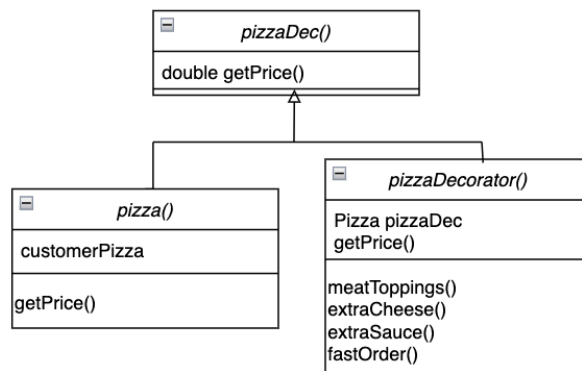 pizzaDec()
double getPrice()
pizza()
customerPizza
getPrice()
pizzaDecorator()
Pizza pizzaDec
getPrice()
meatToppings()
extraCheese()
extraSauce()
fastOrder()